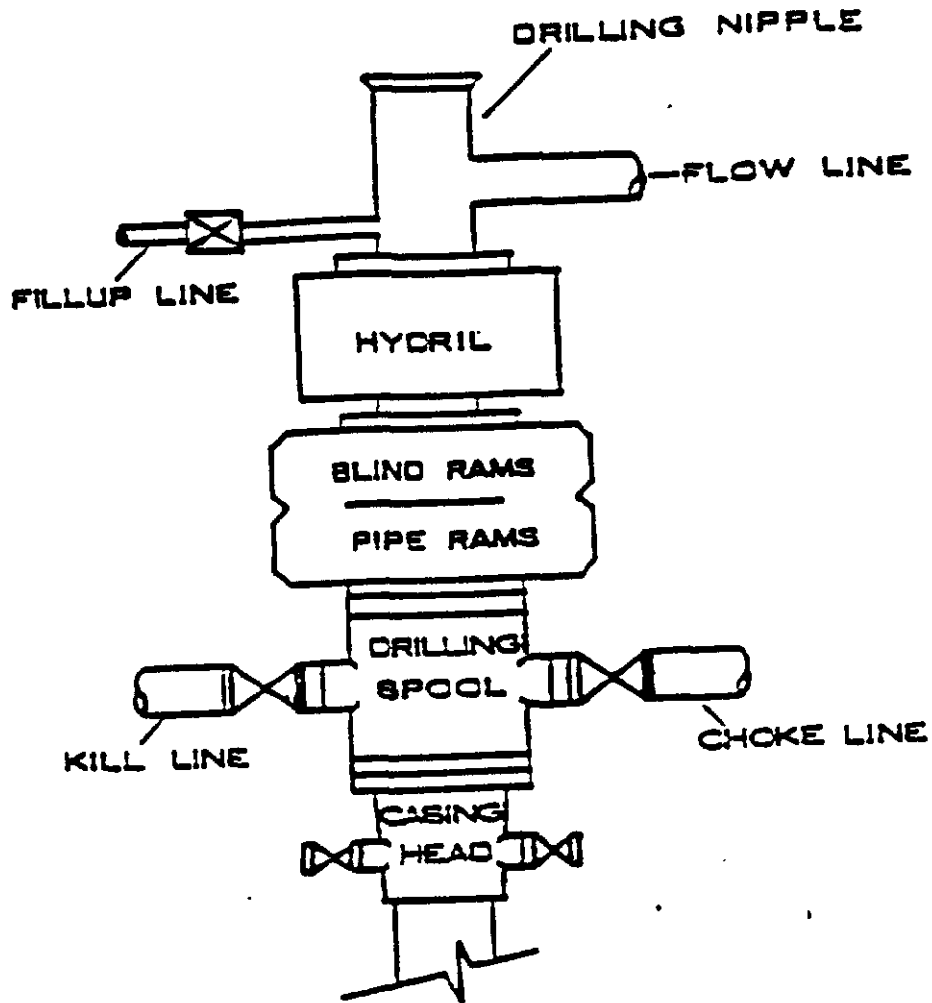 DRILLING NIPPLE
FLOW LINE
FILLUP LINE
HYDRIL
BLIND RAMS
PIPE RAMS
DRILLING
SPOOL
KILL LINE
CHOKE LINE
CASING
HEAD